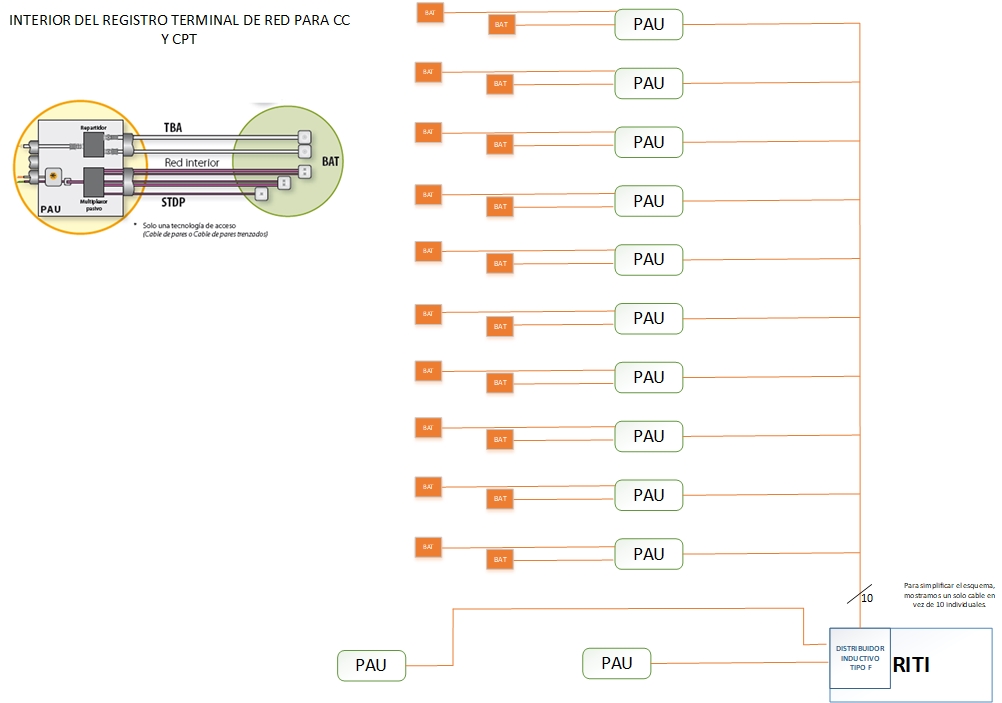 INTERIOR DEL REGISTRO TERMINAL DE RED PARA CC
Y CPT
Repartidor
TBA
Red interior
BAT
PAU
Multiplexor
pasivo
STDP
* Solo una tecnología de acceso
(Cable de pares o Cable de pares trenzados)
BAT
BAT
PAU
BAT
BAT
PAU
BAT
BAT
PAU
BAT
BAT
PAU
BAT
BAT
PAU
BAT
BAT
PAU
BAT
BAT
PAU
BAT
BAT
PAU
BAT
BAT
PAU
BAT
BAT
PAU
10
Para simplificar el esquema,
mostramos un solo cable en
vez de 10 individuales.
PAU
PAU
DISTRIBUIDOR
INDUCTIVO
TIPO F
RITI